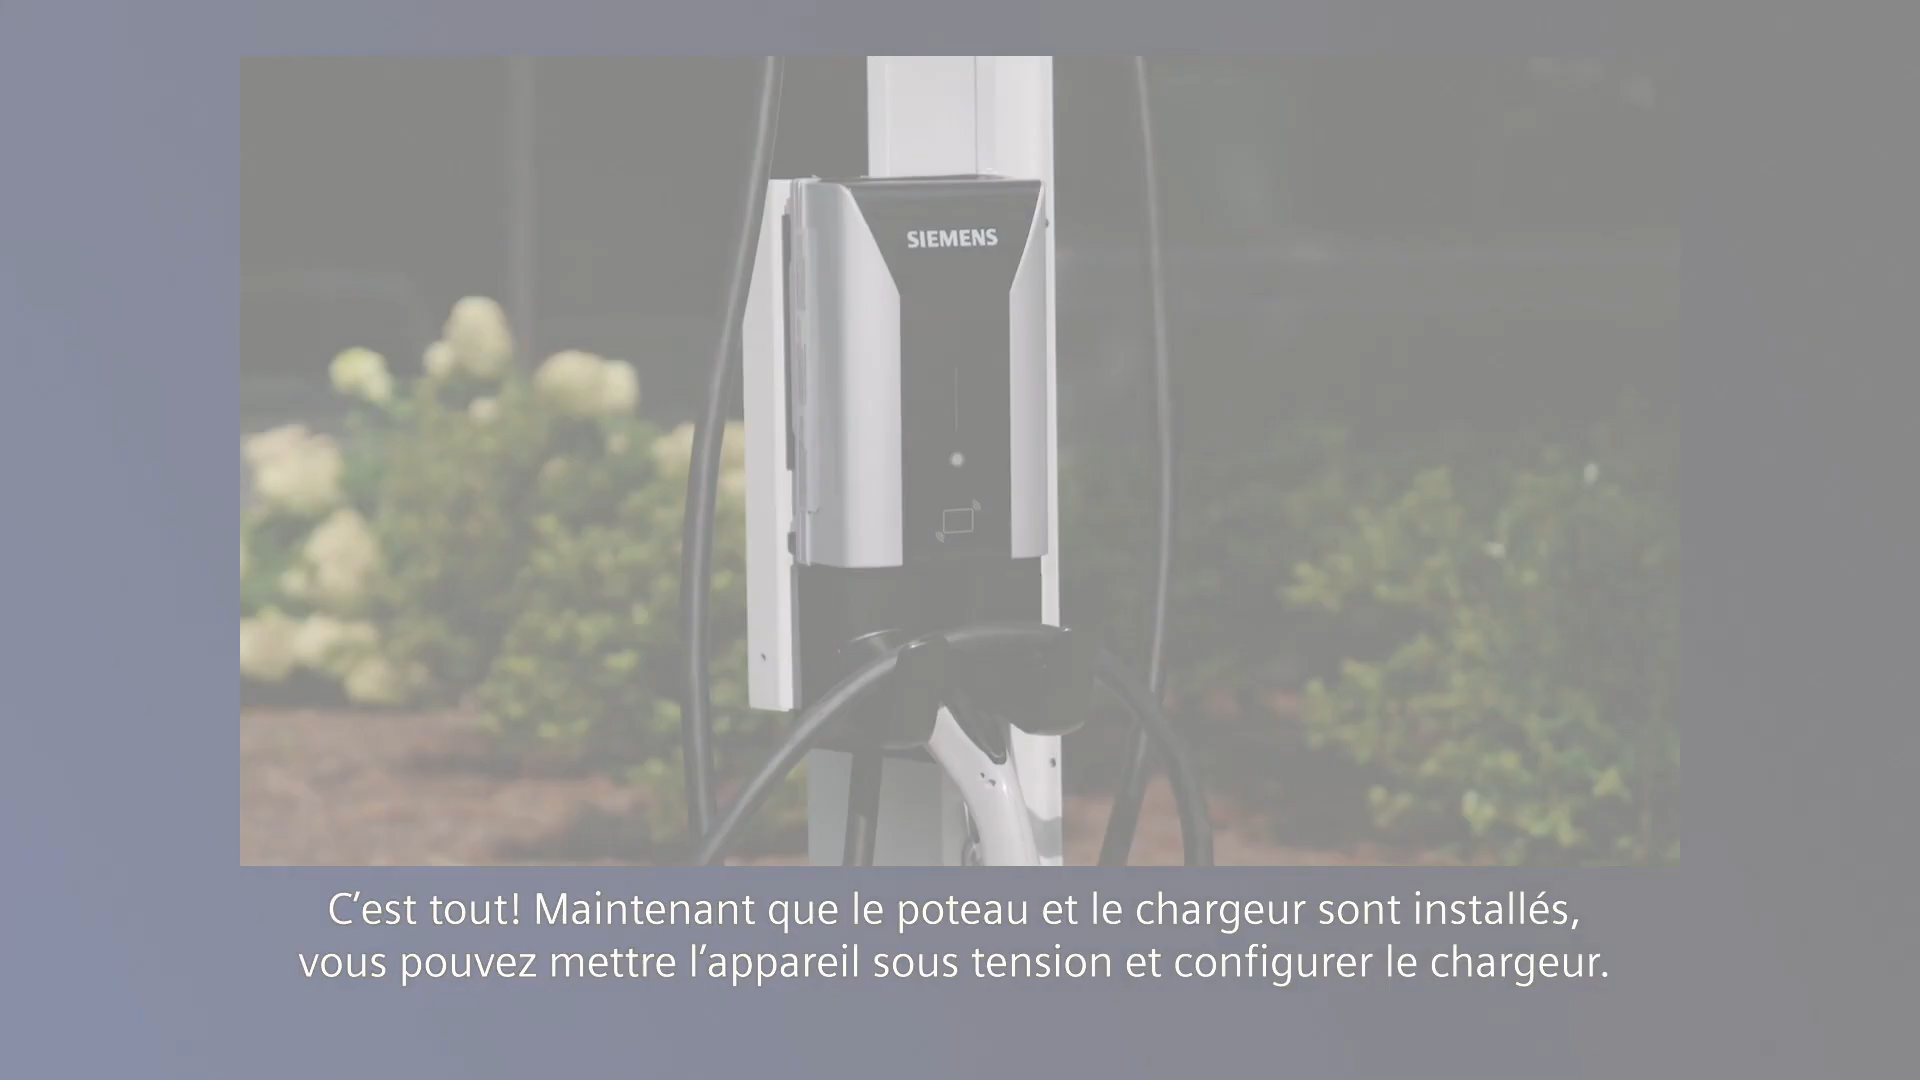 SIEMENS
C’est tout! Maintenant que le poteau et le chargeur sont installés,
vous pouvez mettre l’appareil sous tension et configurer le chargeur.